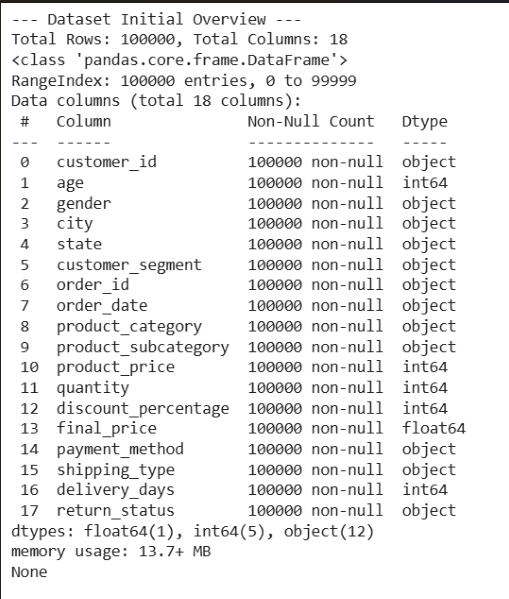 --- Dataset Initial Overview ---
Total Rows: 100000, Total Columns: 18
<class 'pandas.core.frame.DataFrame'>
RangeIndex: 100000 entries, 0 to 99999
Data columns (total 18 columns):
 #   Column               Non-Null Count   Dtype
---  ------               --------------   -----
 0   customer_id          100000 non-null  object
 1   age                  100000 non-null  int64
 2   gender               100000 non-null  object
 3   city                 100000 non-null  object
 4   state                100000 non-null  object
 5   customer_segment     100000 non-null  object
 6   order_id             100000 non-null  object
 7   order_date           100000 non-null  object
 8   product_category     100000 non-null  object
 9   product_subcategory  100000 non-null  object
 10  product_price        100000 non-null  int64
 11  quantity             100000 non-null  int64
 12  discount_percentage  100000 non-null  int64
 13  final_price          100000 non-null  float64
 14  payment_method       100000 non-null  object
 15  shipping_type        100000 non-null  object
 16  delivery_days        100000 non-null  int64
 17  return_status        100000 non-null  object
dtypes: float64(1), int64(5), object(12)
memory usage: 13.7+ MB
None